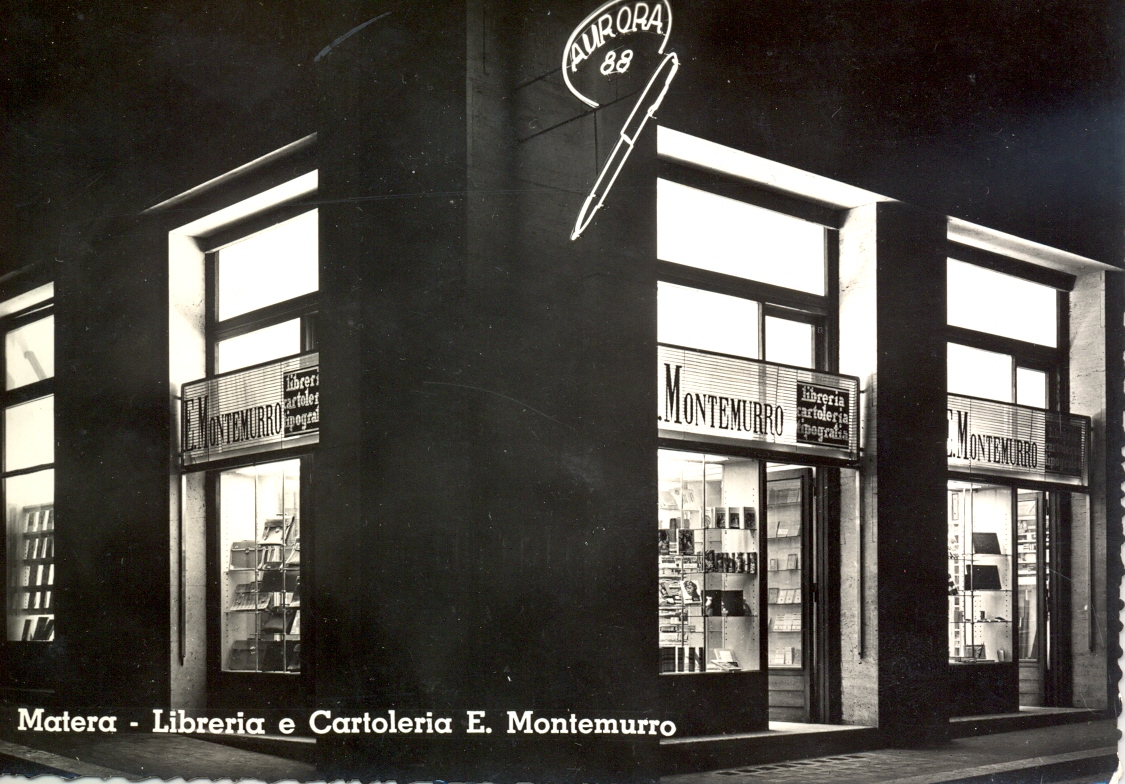 AURORA
88
E. MONTEMURRO
libreria
cartoleria
tipografia
.MONTEMURRO
libreria
cartoleria
tipografia
E. MONTEMURRO
Matera - Libreria e Cartoleria E. Montemurro